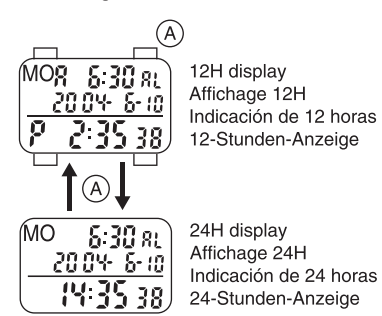 A
MO A 6:30 AL
2004- 6-10
P 2:35 38
12H display
Affichage 12H
Indicación de 12 horas
12-Stunden-Anzeige
A
MO 6:30 AL
2004- 6-10
14:35 38
24H display
Affichage 24H
Indicación de 24 horas
24-Stunden-Anzeige